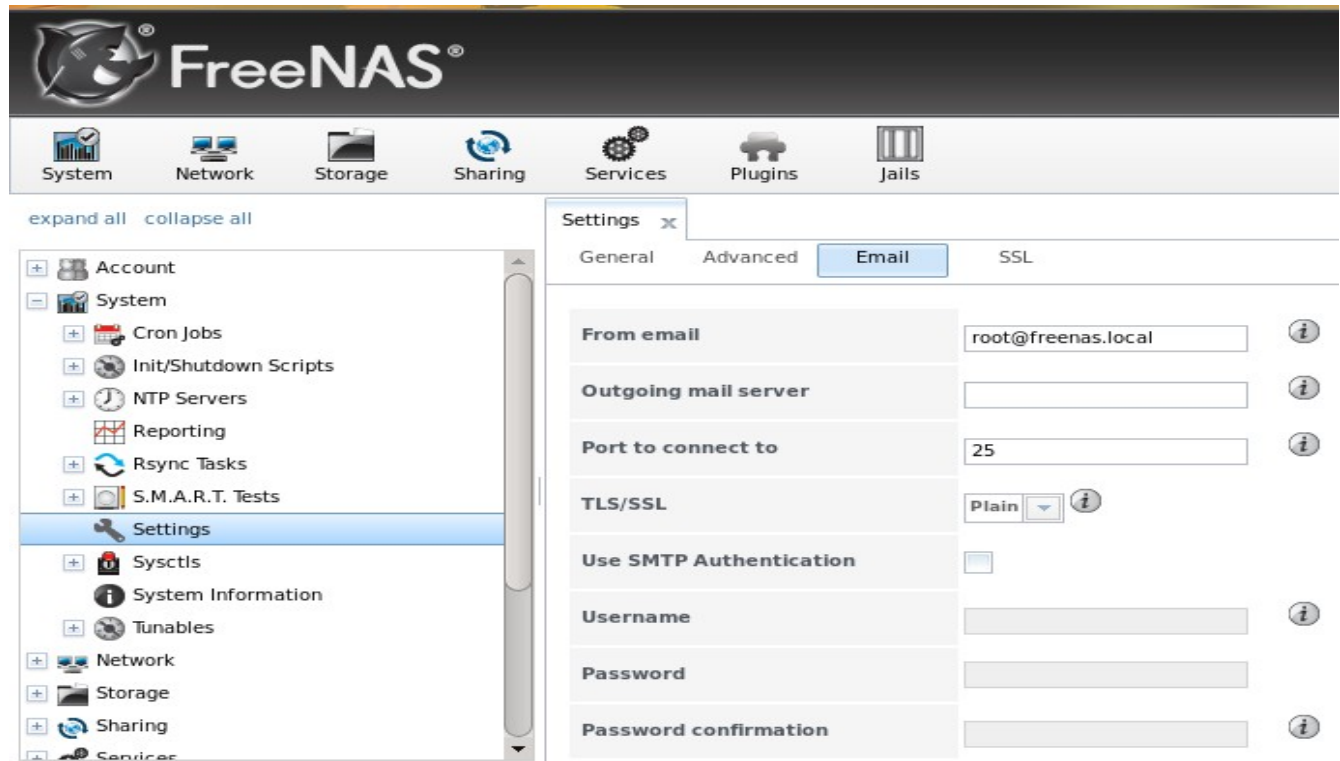 FreeNAS®
System Network Storage Sharing Services Plugins Jails
expand all collapse all
Account
System
Cron Jobs
Init/Shutdown Scripts
NTP Servers
Reporting
Rsync Tasks
S.M.A.R.T. Tests
Settings
Sysctls
System Information
Tunables
Network
Storage
Sharing
Services
Settings x
General Advanced Email SSL
From email root@freenas.local
Outgoing mail server
Port to connect to 25
TLS/SSL Plain
Use SMTP Authentication
Username
Password
Password confirmation